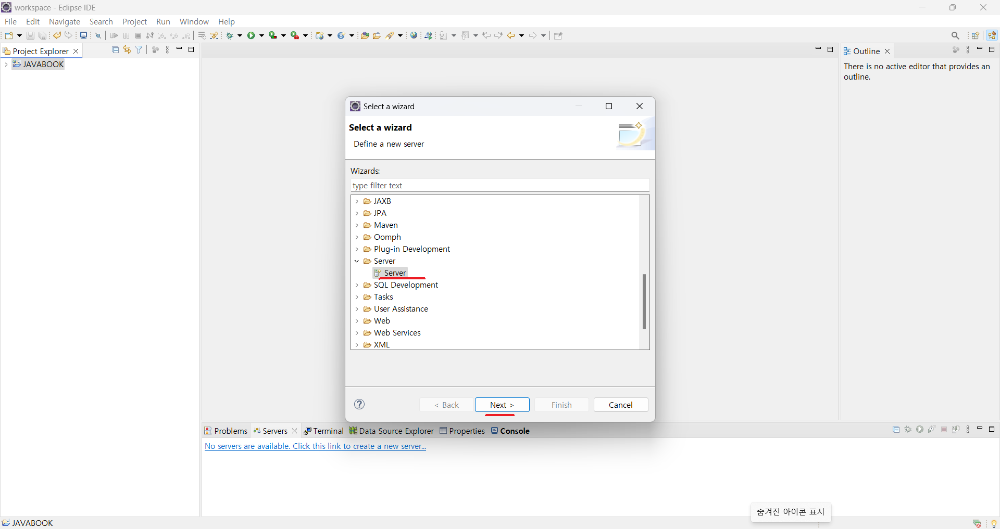 workspace - Eclipse IDE
File Edit Navigate Search Project Run Window Help
Project Explorer
JAVABOOK
Outline
There is no active editor that provides an
outline.
Select a wizard
Select a wizard
Define a new server
Wizards:
type filter text
JAXB
JPA
Maven
Oomph
Plug-in Development
Server
Server
SQL Development
Tasks
User Assistance
Web
Web Services
XML
< Back Next > Finish Cancel
Problems Servers Terminal Data Source Explorer Properties Console
No servers are available. Click this link to create a new server...
숨겨진 아이콘 표시
JAVABOOK